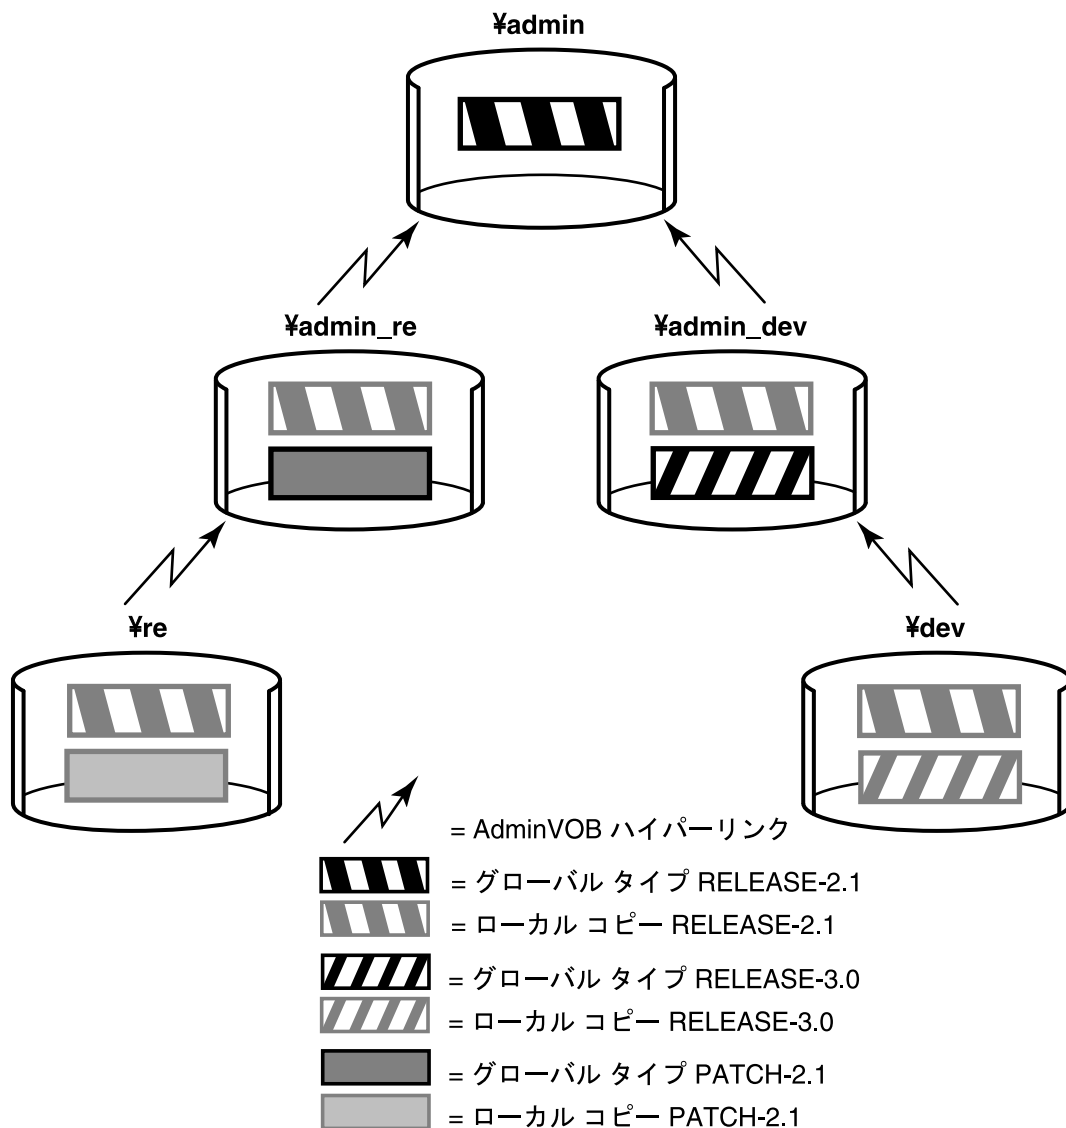 ¥admin
¥admin_re
¥admin_dev
¥re
¥dev
= AdminVOB ハイパーリンク
= グローバル タイプ RELEASE-2.1
= ローカル コピー RELEASE-2.1
= グローバル タイプ RELEASE-3.0
= ローカル コピー RELEASE-3.0
= グローバル タイプ PATCH-2.1
= ローカル コピー PATCH-2.1